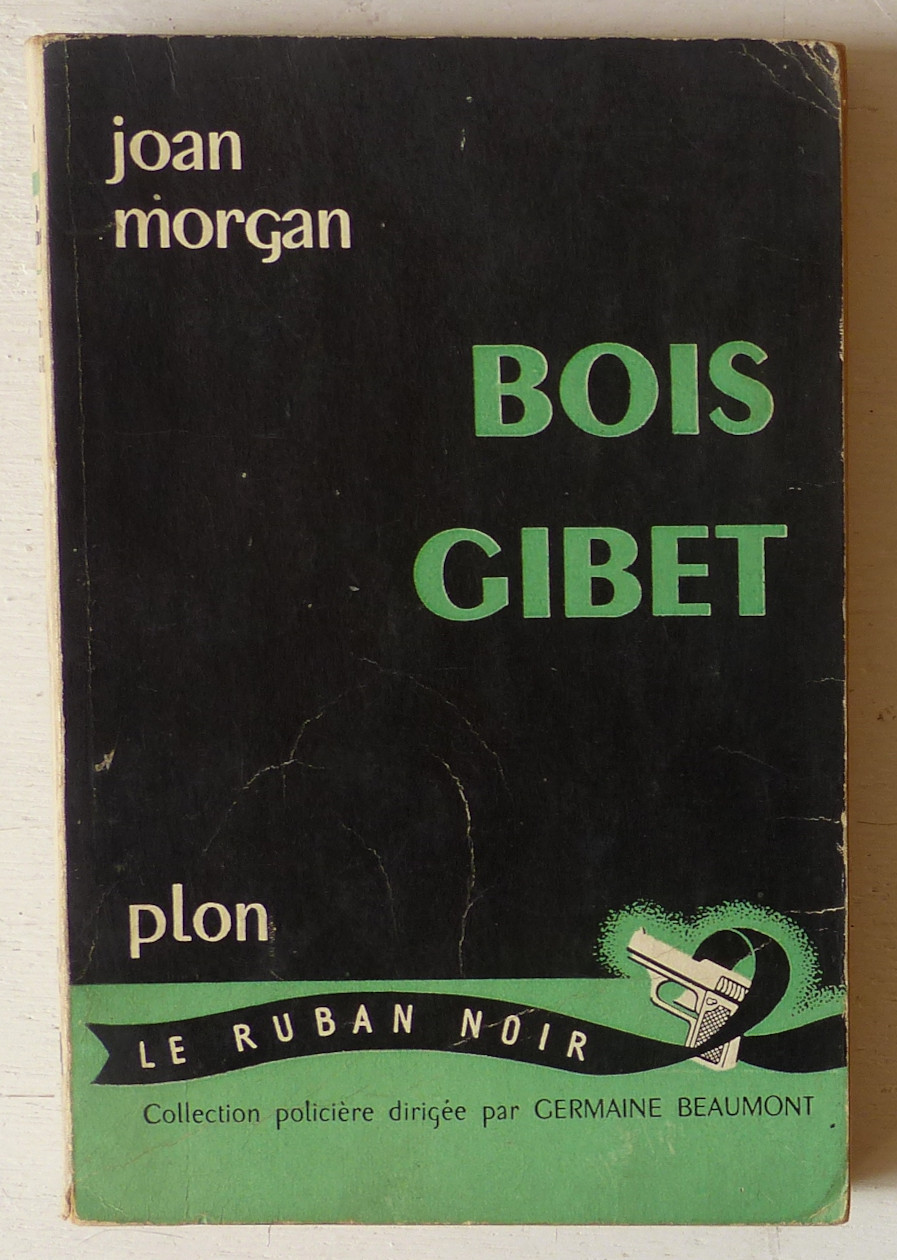 joan
morgan
BOIS
GIBET
plon
LE RUBAN NOIR
Collection policière dirigée par GERMAINE BEAUMONT